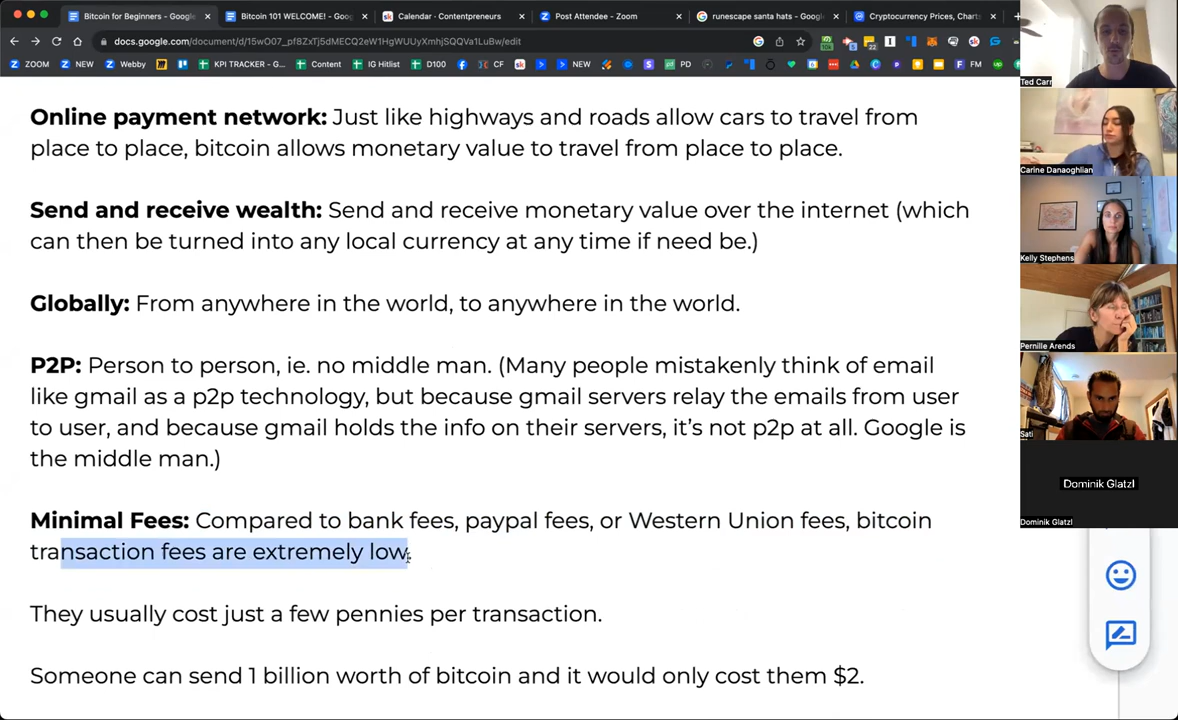 Bitcoin for Beginners - Google
Bitcoin 101 WELCOME! - Goog
Calendar - Contentpreneurs
Post Attendee - Zoom
runescape santa hats - Google
Cryptocurrency Prices, Charts
docs.google.com/document/d/15wO07_pf8ZxTj5dMECQ2eW1HgWUUyXmhjSQQVa1LuBw/edit
ZOOM
NEW
Webby
KPI TRACKER - G...
Content
IG Hitlist
D100
CF
NEW
PD
FM
Online payment network: Just like highways and roads allow cars to travel from
place to place, bitcoin allows monetary value to travel from place to place.
Send and receive wealth: Send and receive monetary value over the internet (which
can then be turned into any local currency at any time if need be.)
Globally: From anywhere in the world, to anywhere in the world.
P2P: Person to person, ie. no middle man. (Many people mistakenly think of email
like gmail as a p2p technology, but because gmail servers relay the emails from user
to user, and because gmail holds the info on their servers, it’s not p2p at all. Google is
the middle man.)
Minimal Fees: Compared to bank fees, paypal fees, or Western Union fees, bitcoin
transaction fees are extremely low.
They usually cost just a few pennies per transaction.
Someone can send 1 billion worth of bitcoin and it would only cost them $2.
Ted Carr
Carine Danaoghlian
Kelly Stephens
Pernille Arends
Sati
Dominik Glatzl
Dominik Glatzl